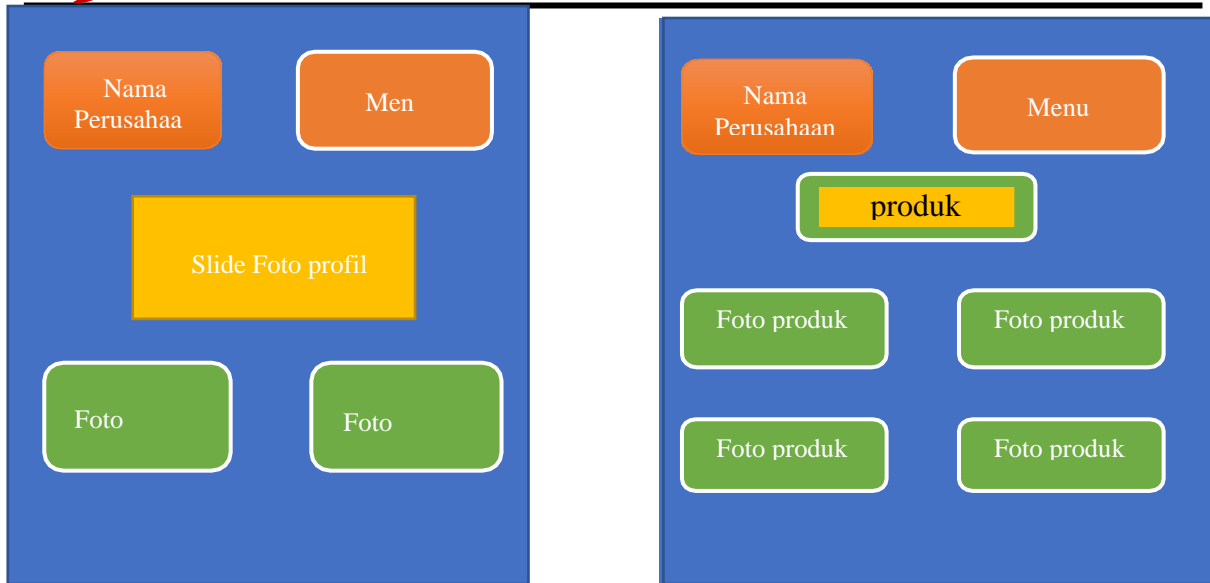 Nama
Perusahaa
Men
Slide Foto profil
Foto
Foto
Nama
Perusahaan
Menu
produk
Foto produk
Foto produk
Foto produk
Foto produk